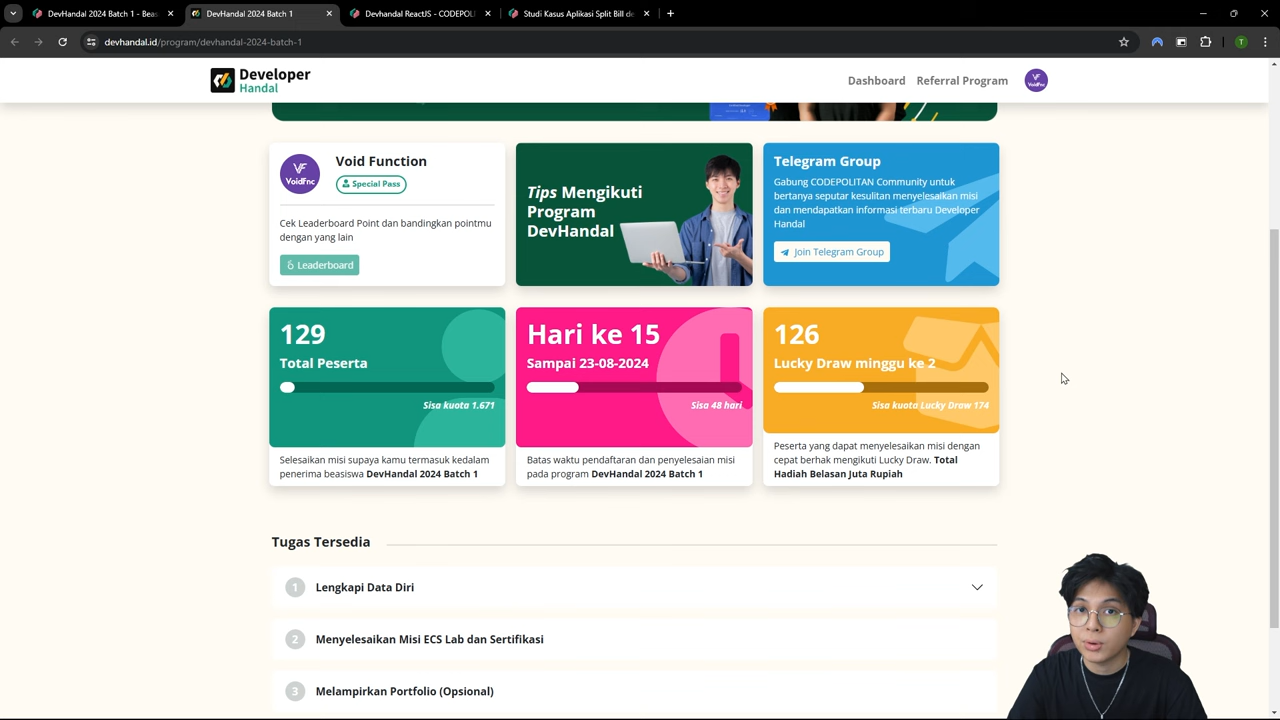 DevHandal 2024 Batch 1 - Beas
DevHandal 2024 Batch 1
Devhandal ReactJS - CODEPOLI
Studi Kasus Aplikasi Split Bill de
devhandal.id/program/devhandal-2024-batch-1
T
Developer
Handal
Dashboard
Referral Program
VF
VoidFnc
VF
VoidFnc
Void Function
Special Pass
Cek Leaderboard Point dan bandingkan pointmu
dengan yang lain
Leaderboard
Tips Mengikuti
Program
DevHandal
Telegram Group
Gabung CODEPOLITAN Community untuk
bertanya seputar kesulitan menyelesaikan misi
dan mendapatkan informasi terbaru Developer
Handal
Join Telegram Group
129
Total Peserta
Sisa kuota 1.671
Selesaikan misi supaya kamu termasuk kedalam
penerima beasiswa DevHandal 2024 Batch 1
Hari ke 15
Sampai 23-08-2024
Sisa 48 hari
Batas waktu pendaftaran dan penyelesaian misi
pada program DevHandal 2024 Batch 1
126
Lucky Draw minggu ke 2
Sisa kuota Lucky Draw 174
Peserta yang dapat menyelesaikan misi dengan
cepat berhak mengikuti Lucky Draw. Total
Hadiah Belasan Juta Rupiah
Tugas Tersedia
1 Lengkapi Data Diri
2 Menyelesaikan Misi ECS Lab dan Sertifikasi
3 Melampirkan Portfolio (Opsional)